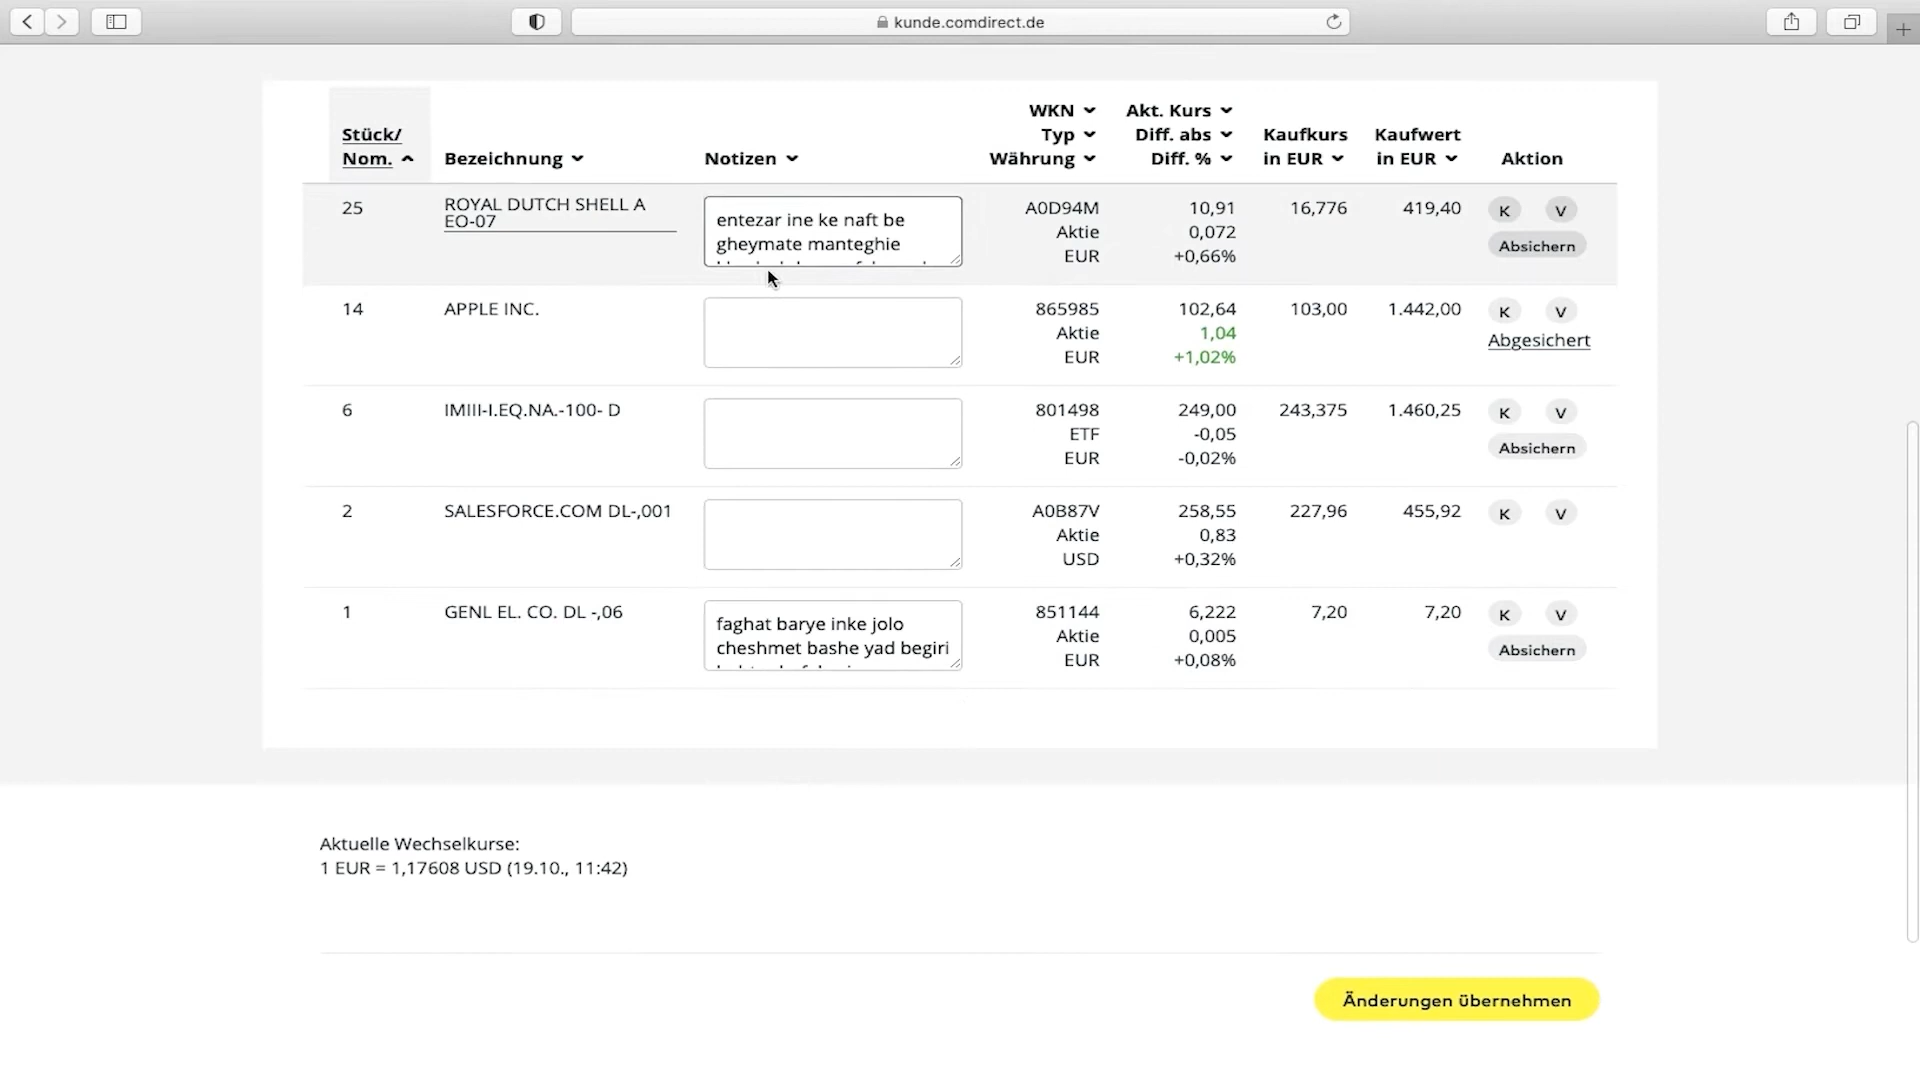 kunde.comdirect.de
Stück/
Nom.
Bezeichnung
Notizen
WKN
Typ
Währung
Akt. Kurs
Diff. abs
Diff. %
Kaufkurs
in EUR
Kaufwert
in EUR
Aktion
25
ROYAL DUTCH SHELL A
EO-07
entezar ine ke naft be
gheymate manteghie
A0D94M
Aktie
EUR
10,91
0,072
+0,66%
16,776
419,40
K
V
Absichern
14
APPLE INC.
865985
Aktie
EUR
102,64
1,04
+1,02%
103,00
1.442,00
K
V
Abgesichert
6
IMIII-I.EQ.NA.-100- D
801498
ETF
EUR
249,00
-0,05
-0,02%
243,375
1.460,25
K
V
Absichern
2
SALESFORCE.COM DL-,001
A0B87V
Aktie
USD
258,55
0,83
+0,32%
227,96
455,92
K
V
1
GENL EL. CO. DL -,06
faghat barye inke jolo
cheshmet bashe yad begiri
851144
Aktie
EUR
6,222
0,005
+0,08%
7,20
7,20
K
V
Absichern
Aktuelle Wechselkurse:
1 EUR = 1,17608 USD (19.10., 11:42)
Änderungen übernehmen